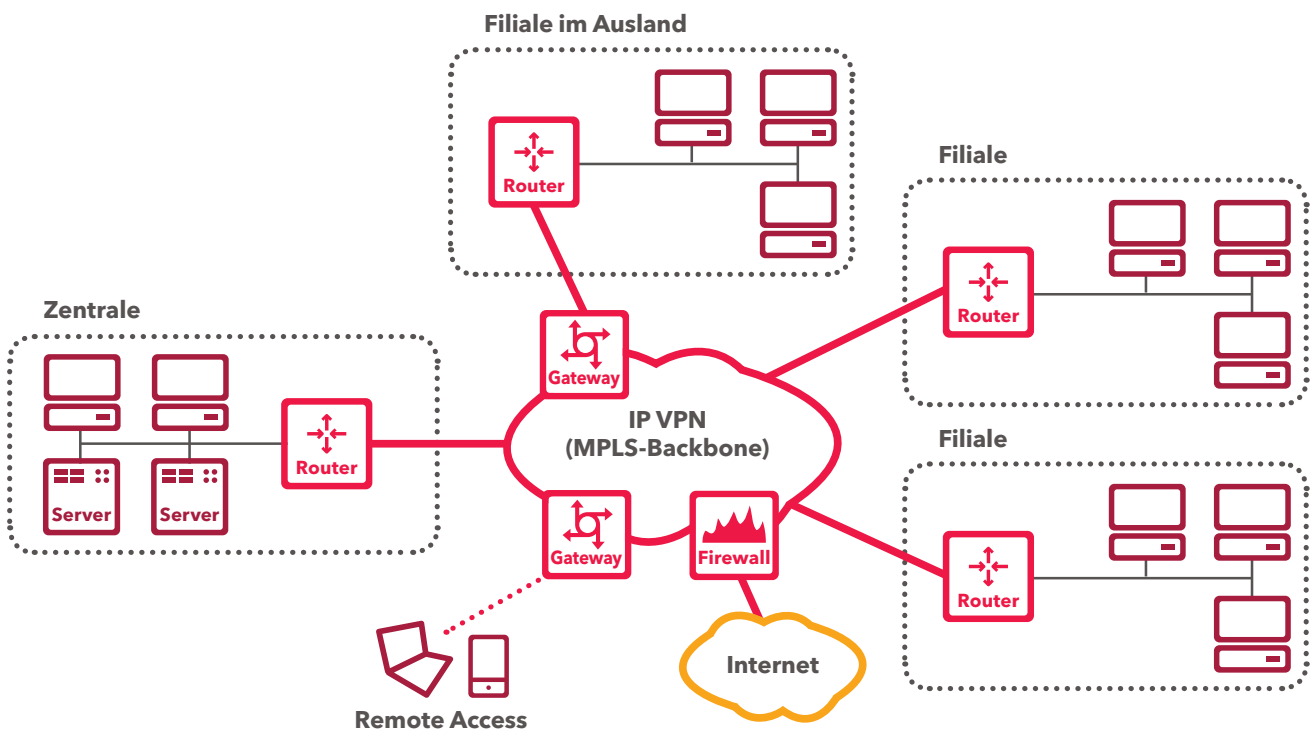 Filiale im Ausland
Router
Filiale
Router
Zentrale
Router
Server
Server
Gateway
IP VPN
(MPLS-Backbone)
Filiale
Router
Gateway
Firewall
Internet
Remote Access